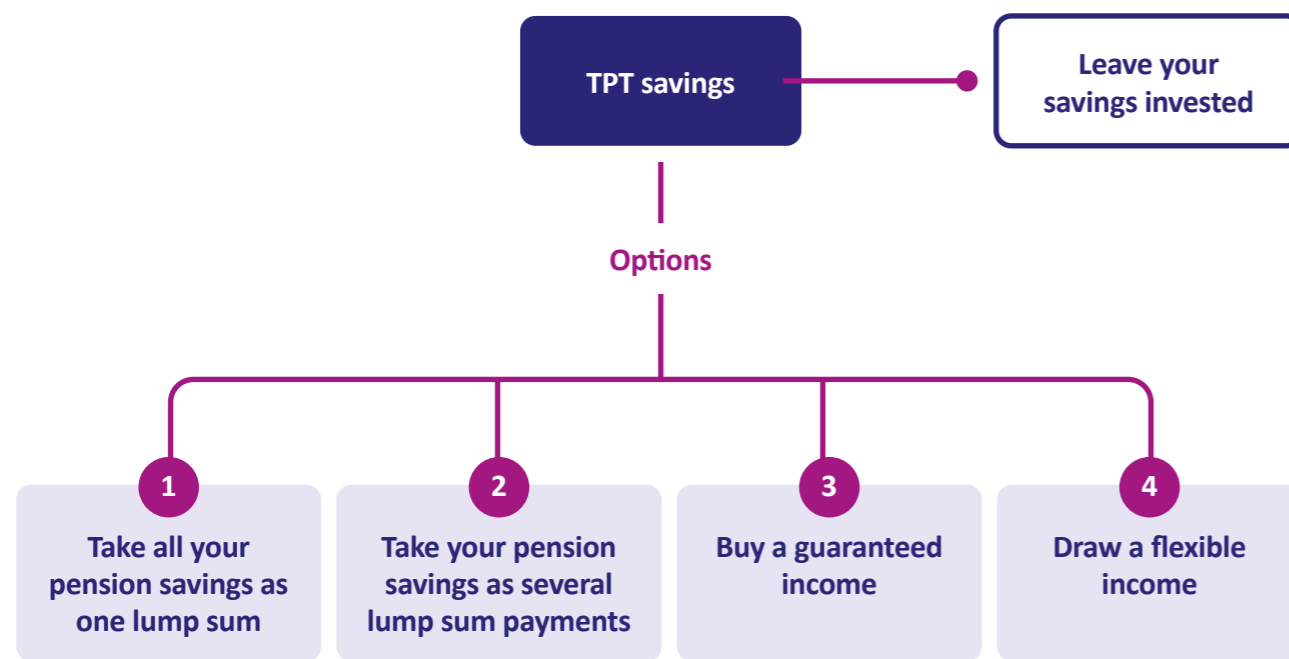 TPT savings
Leave your
savings invested
Options
1
Take all your
pension savings as
one lump sum
2
Take your pension
savings as several
lump sum payments
3
Buy a guaranteed
income
4
Draw a flexible
income